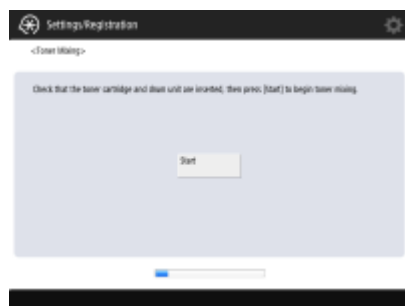 Settings/Registration
<Toner Mixing>
Check that the toner cartridge and drum unit are inserted, then press [Start] to begin toner mixing.
Start